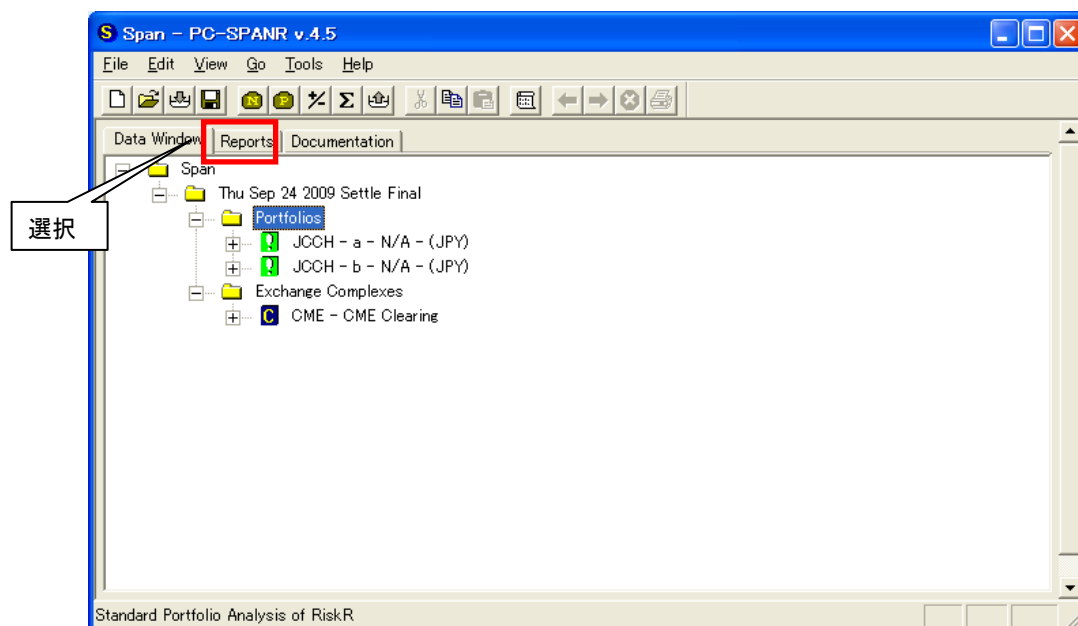 Span - PC-SPANR v.4.5
File Edit View Go Tools Help
Data Window Reports Documentation
Span
Thu Sep 24 2009 Settle Final
Portfolios
JCCH - a - N/A - (JPY)
JCCH - b - N/A - (JPY)
Exchange Complexes
CME - CME Clearing
選択
Standard Portfolio Analysis of RiskR